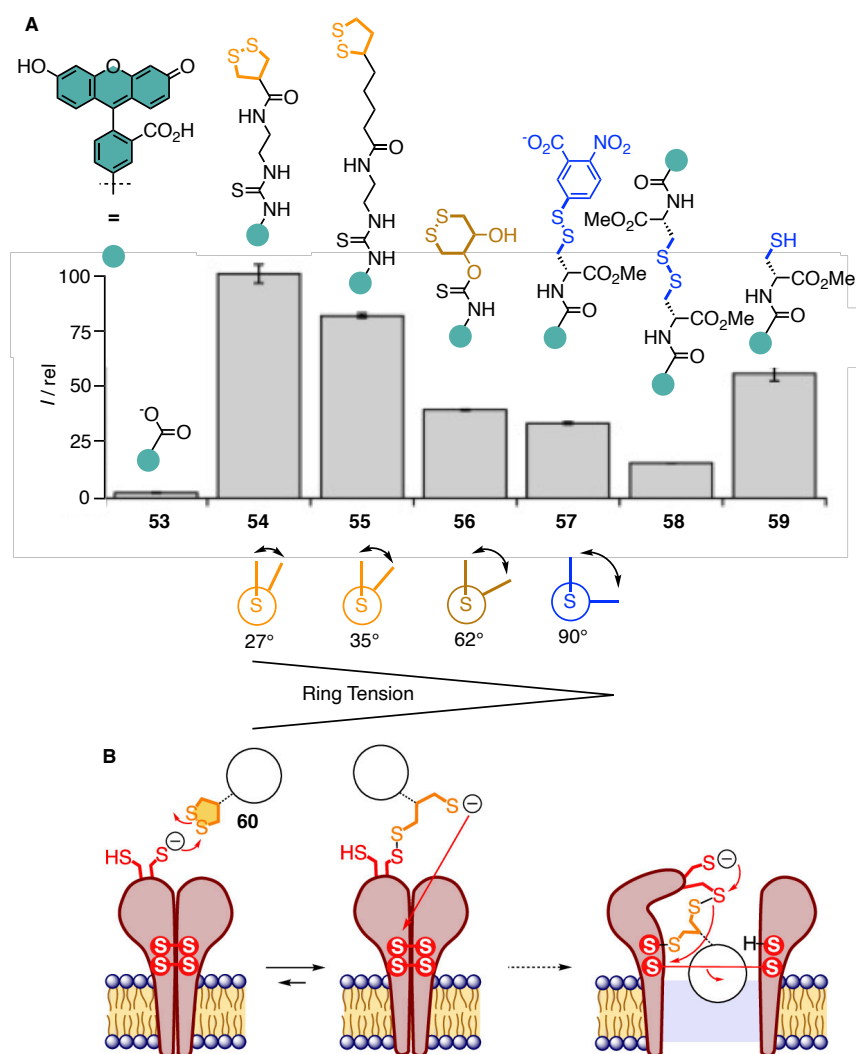 A
HO
O
O
CO₂H
=
S
S
O
HN
NH
S
NH
S
S
O
HN
NH
S
NH
S
S
OH
O
S
NH
⁻O₂C
NO₂
S
S
CO₂Me
HN
O
O
NH
MeO₂C
S
S
CO₂Me
HN
O
SH
CO₂Me
HN
O
100
75
50
25
0
I / rel
⁻O
O
53 54 55 56 57 58 59
S S S S
27° 35° 62° 90°
Ring Tension
B
60
S
S
HS S −
S S
S S
S −
S
HS S
S S
S S
S −
S
S
S S H S
S S